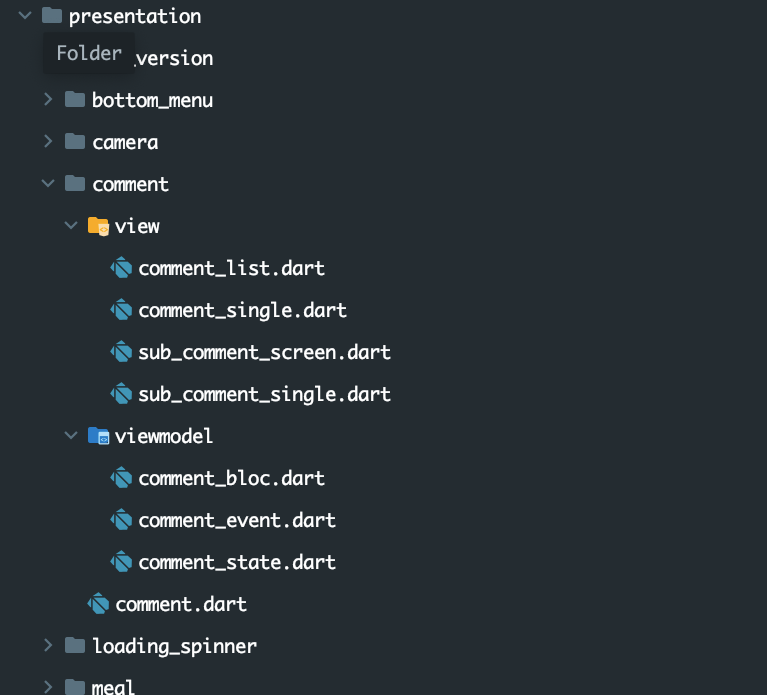 presentation
Folder
_version
bottom_menu
camera
comment
view
comment_list.dart
comment_single.dart
sub_comment_screen.dart
sub_comment_single.dart
viewmodel
comment_bloc.dart
comment_event.dart
comment_state.dart
comment.dart
loading_spinner
meal